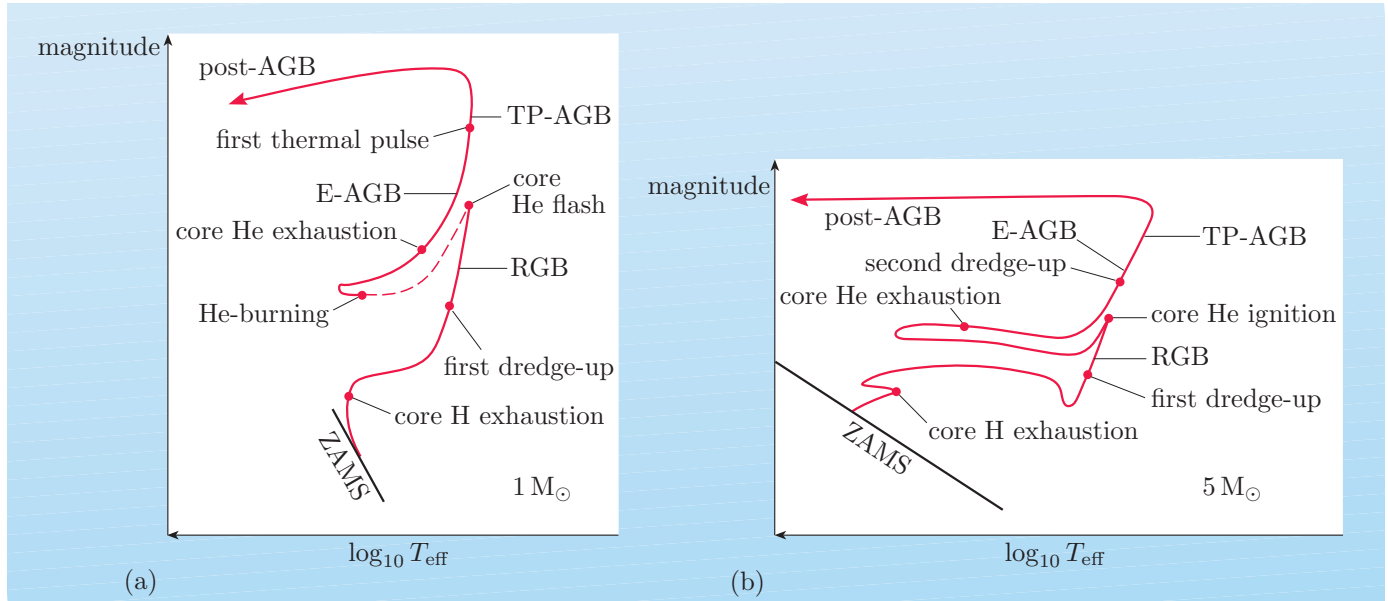 magnitude
post-AGB
TP-AGB
first thermal pulse
core
He flash
E-AGB
core He exhaustion
RGB
He-burning
first dredge-up
core H exhaustion
ZAMS
1 M⊙
log₁₀ T_eff
(a)
magnitude
post-AGB
E-AGB
TP-AGB
second dredge-up
core He exhaustion
core He ignition
RGB
first dredge-up
core H exhaustion
ZAMS
5 M⊙
log₁₀ T_eff
(b)